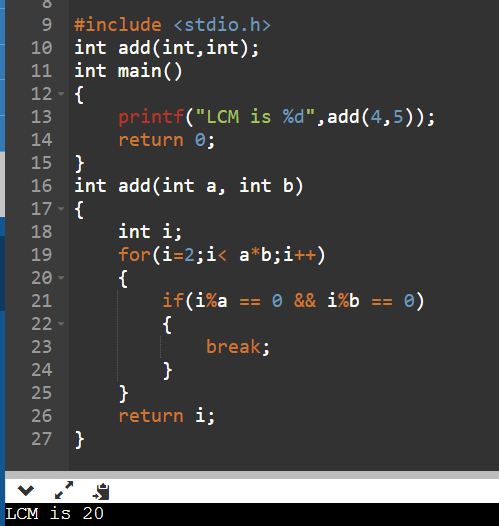 8
9 #include <stdio.h>
10 int add(int,int);
11 int main()
12 {
13     printf("LCM is %d",add(4,5));
14     return 0;
15 }
16 int add(int a, int b)
17 {
18     int i;
19     for(i=2;i< a*b;i++)
20     {
21         if(i%a == 0 && i%b == 0)
22         {
23             break;
24         }
25     }
26     return i;
27 }
LCM is 20